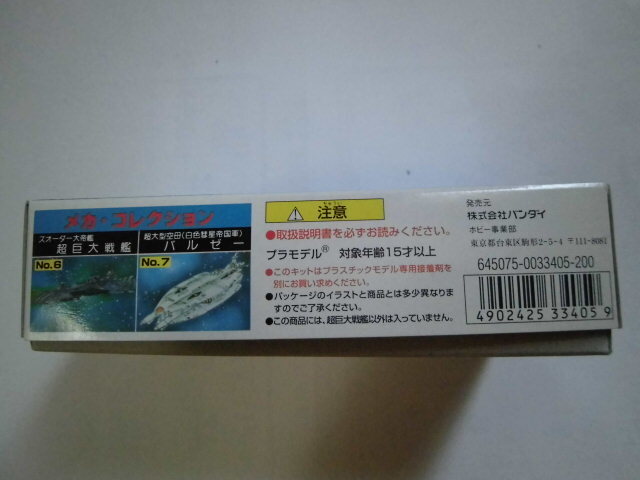 メカ・コレクション
ズオーダー大帝艦
超巨大戦艦
No.6
超大型空母(白色彗星帝国軍)
バルゼー
No.7
じゅうい
注意
●取扱説明書を必ずお読みください。
プラモデル® 対象年齢15才以上
●このキットはプラスチックモデル専用接着剤を
別にお買い求めください。
●パッケージのイラストと商品とは多少異なりま
すのでご了承ください。
●この商品には、超巨大戦艦以外は入っていません。
発売元
株式会社バンダイ
ホビー事業部
東京都台東区駒形2-5-4 〒111-8081
645075-0033405-200
4902425334059